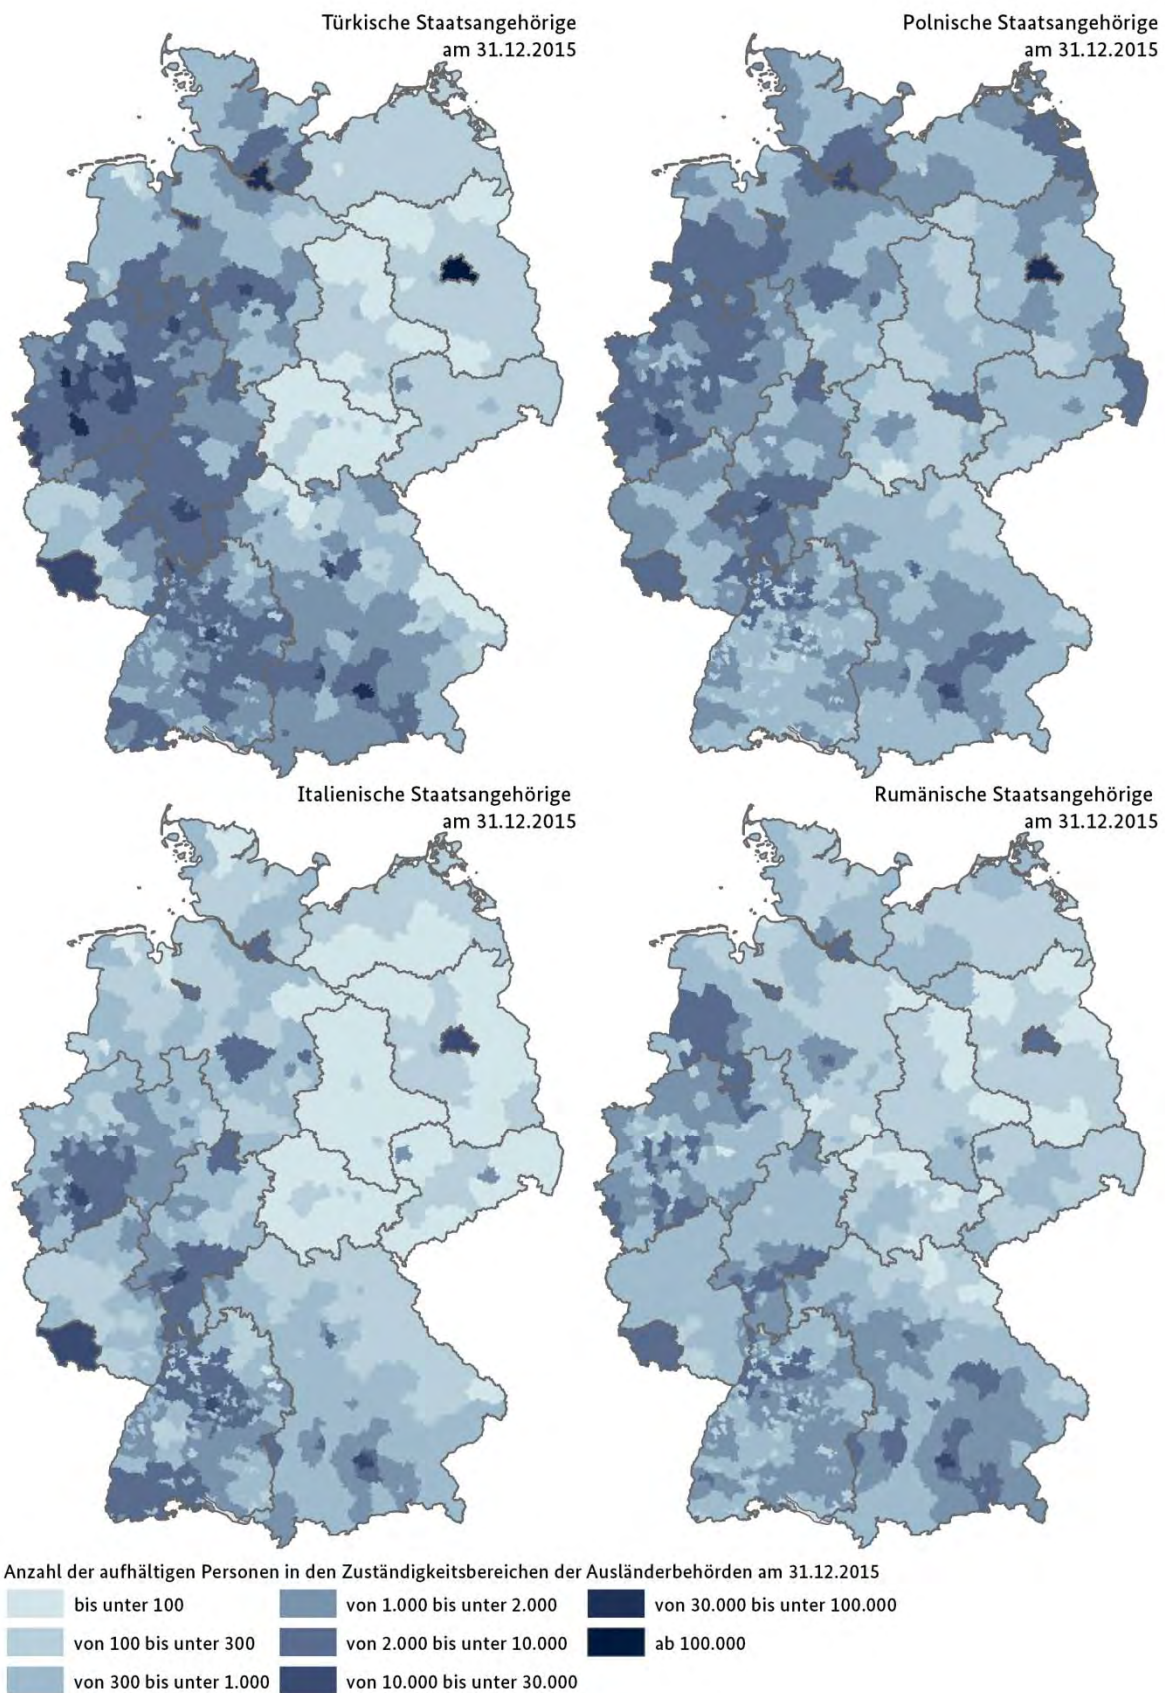 Türkische Staatsangehörige
am 31.12.2015
Polnische Staatsangehörige
am 31.12.2015
Italienische Staatsangehörige
am 31.12.2015
Rumänische Staatsangehörige
am 31.12.2015
Anzahl der aufhältigen Personen in den Zuständigkeitsbereichen der Ausländerbehörden am 31.12.2015
bis unter 100
von 100 bis unter 300
von 300 bis unter 1.000
von 1.000 bis unter 2.000
von 2.000 bis unter 10.000
von 10.000 bis unter 30.000
von 30.000 bis unter 100.000
ab 100.000